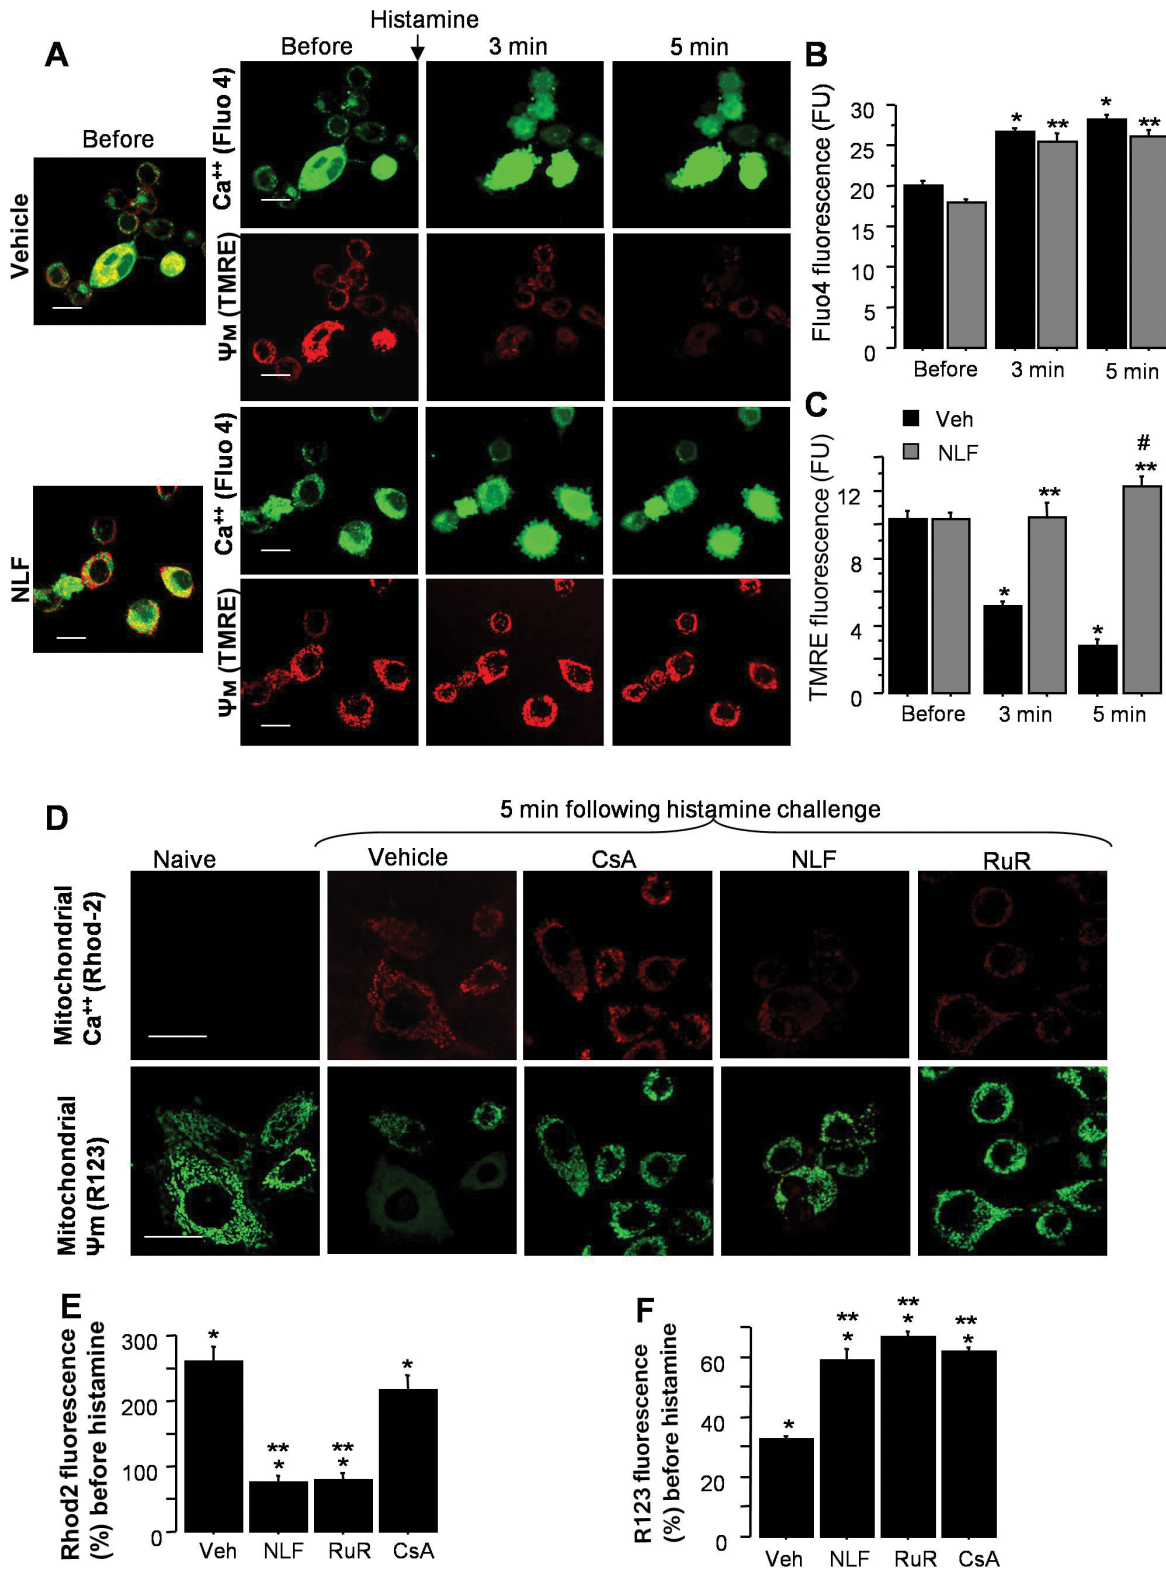 Histamine
A
Before
3 min
5 min
Before
Vehicle
Ca⁺⁺ (Fluo 4)
ΨM (TMRE)
NLF
Ca⁺⁺ (Fluo 4)
ΨM (TMRE)
B
Fluo4 fluorescence (FU)
30
25
20
15
10
5
0
*
**
*
**
Before
3 min
5 min
C
Veh
NLF
TMRE fluorescence (FU)
12
8
4
0
*
**
*
#
**
Before
3 min
5 min
D
5 min following histamine challenge
Naive
Vehicle
CsA
NLF
RuR
Mitochondrial
Ca⁺⁺ (Rhod-2)
Mitochondrial
Ψm (R123)
E
Rhod2 fluorescence
(%) before histamine
300
200
100
0
*
**
*
**
*
*
Veh
NLF
RuR
CsA
F
R123 fluorescence
(%) before histamine
60
40
20
0
*
**
*
**
*
**
*
Veh
NLF
RuR
CsA